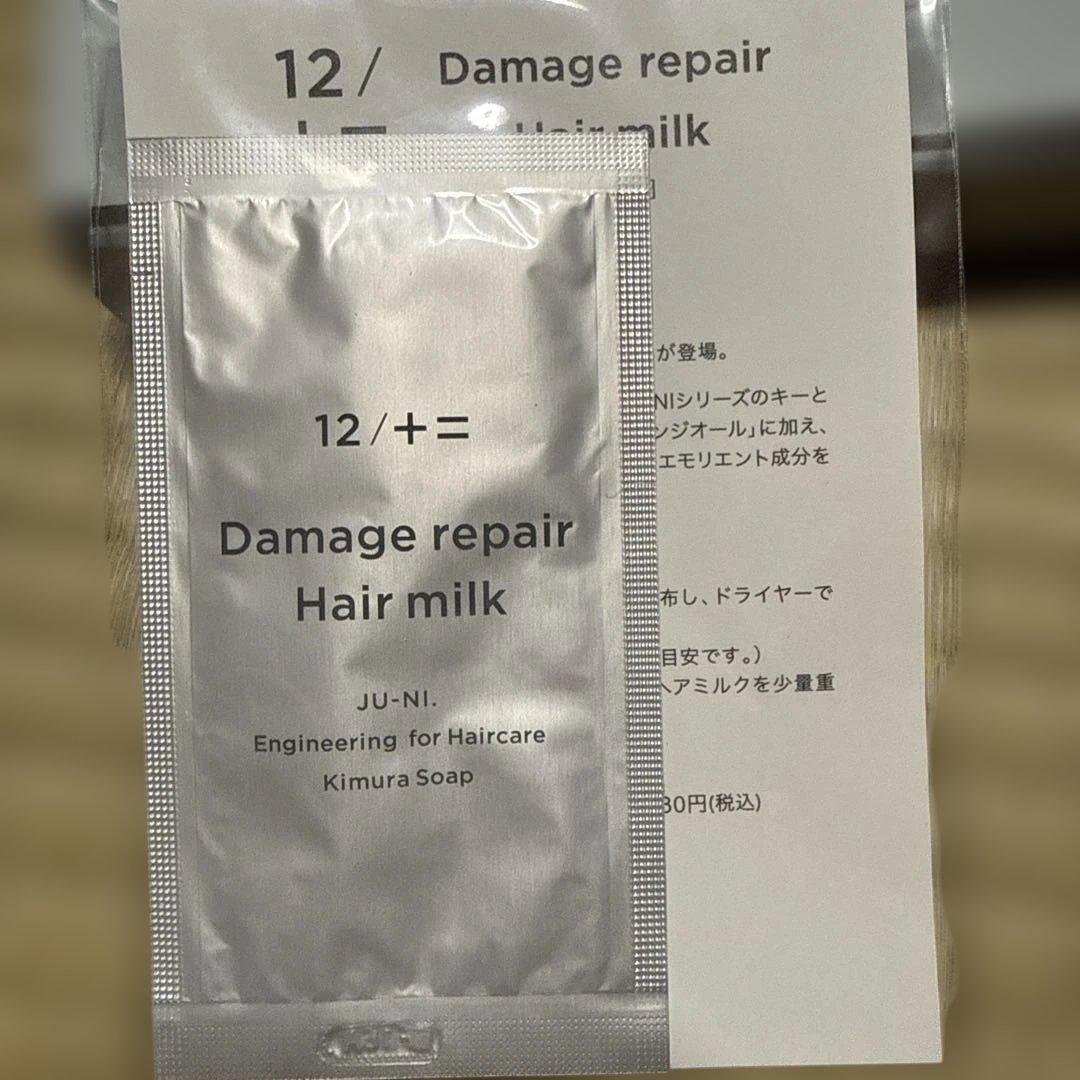 12/ Damage repair
milk
が登場。
NIシリーズのキーと
ンジオール」に加え、
エモリエント成分を
布し、ドライヤーで
目安です。)
ヘアミルクを少量重
30円(税込)
12/+=
Damage repair
Hair milk
JU-NI.
Engineering for Haircare
Kimura Soap